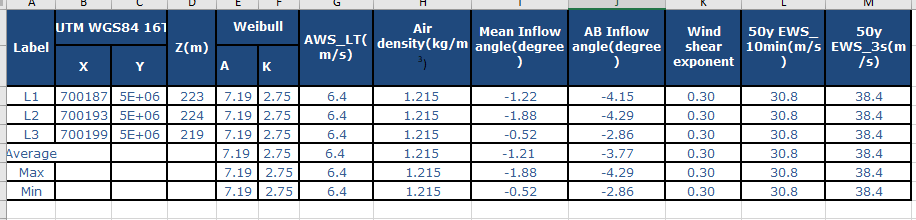 A B C D E F G H I J K L M
Label UTM WGS84 16T Z(m) Weibull AWS_LT(m/s) Air density(kg/m3) Mean Inflow angle(degree) AB Inflow angle(degree) Wind shear exponent 50y EWS_10min(m/s) 50y EWS_3s(m/s)
X Y A K
L1 700187 5E+06 223 7.19 2.75 6.4 1.215 -1.22 -4.15 0.30 30.8 38.4
L2 700193 5E+06 224 7.19 2.75 6.4 1.215 -1.88 -4.29 0.30 30.8 38.4
L3 700199 5E+06 219 7.19 2.75 6.4 1.215 -0.52 -2.86 0.30 30.8 38.4
Average 7.19 2.75 6.4 1.215 -1.21 -3.77 0.30 30.8 38.4
Max 7.19 2.75 6.4 1.215 -1.88 -4.29 0.30 30.8 38.4
Min 7.19 2.75 6.4 1.215 -0.52 -2.86 0.30 30.8 38.4